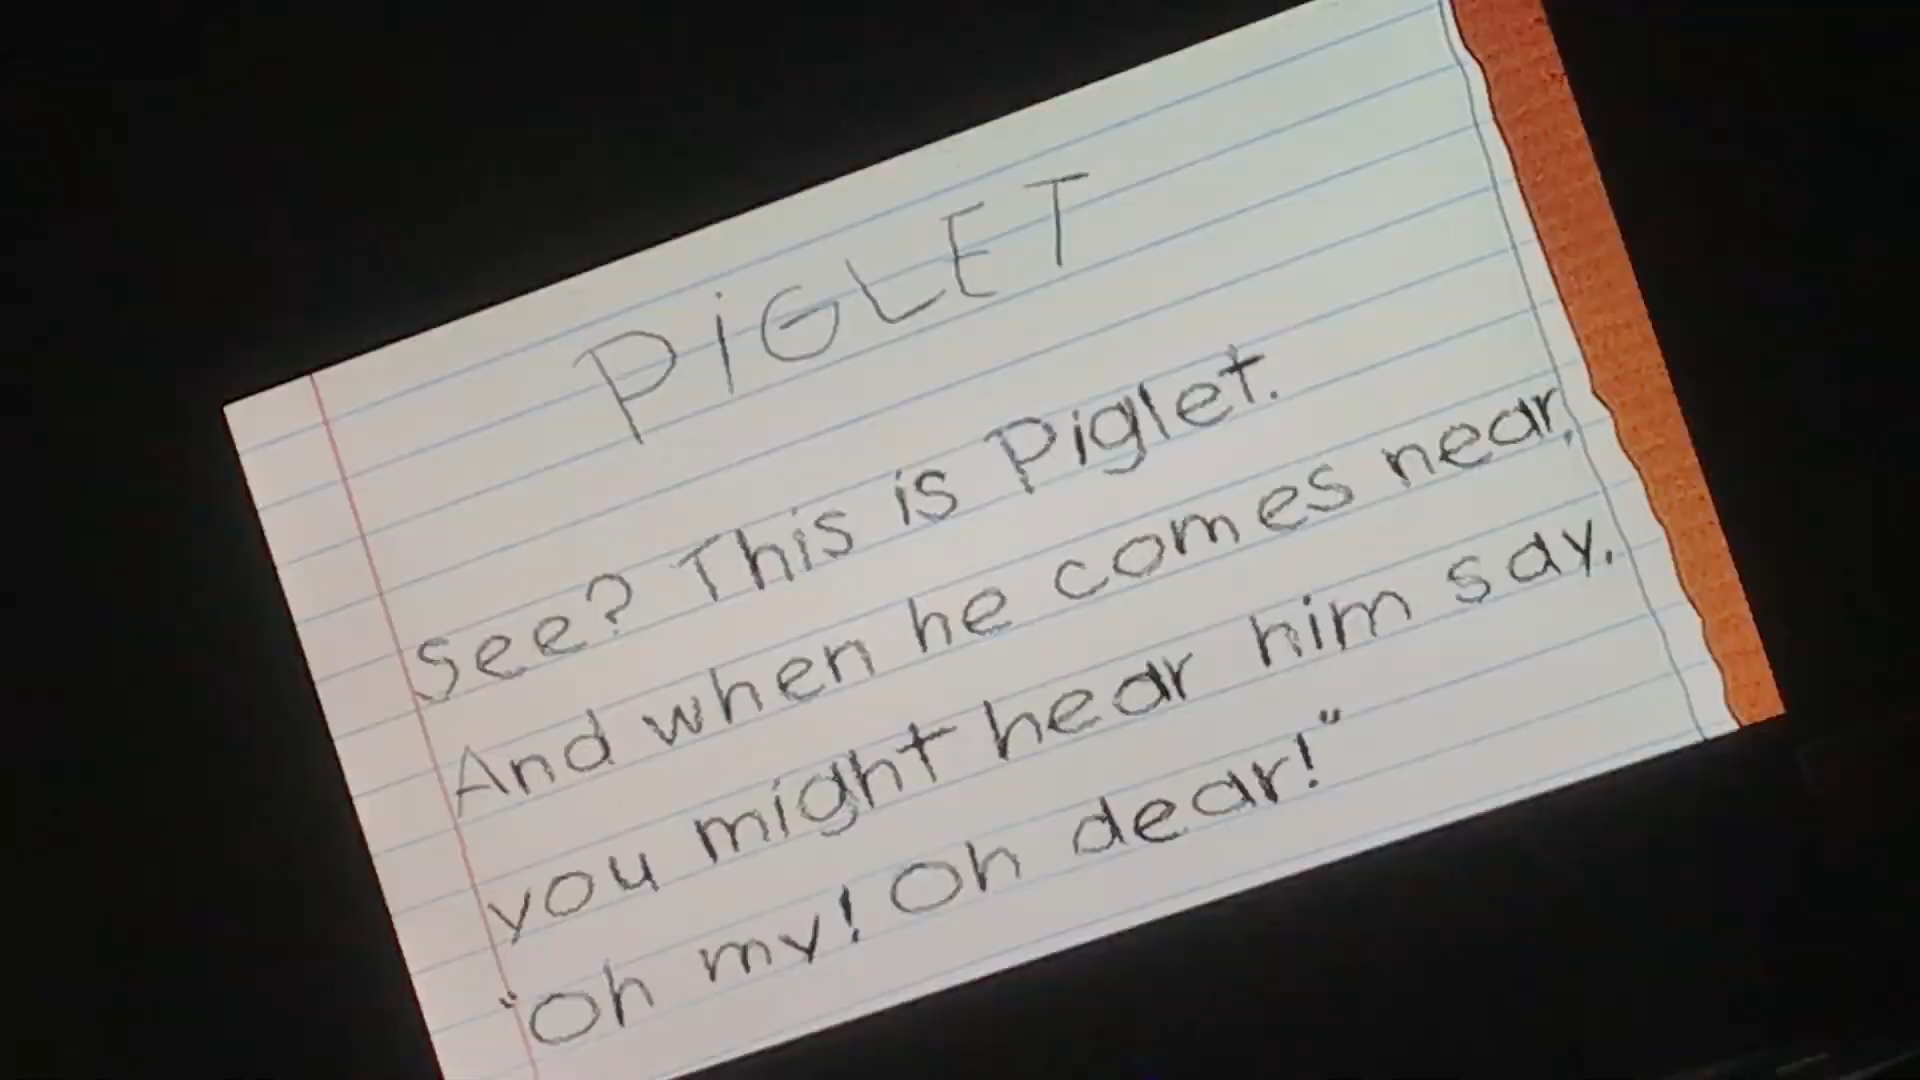 PiGLET
See? This is Piglet.
And when he comes near,
you might hear him say,
"Oh my! Oh dear!"